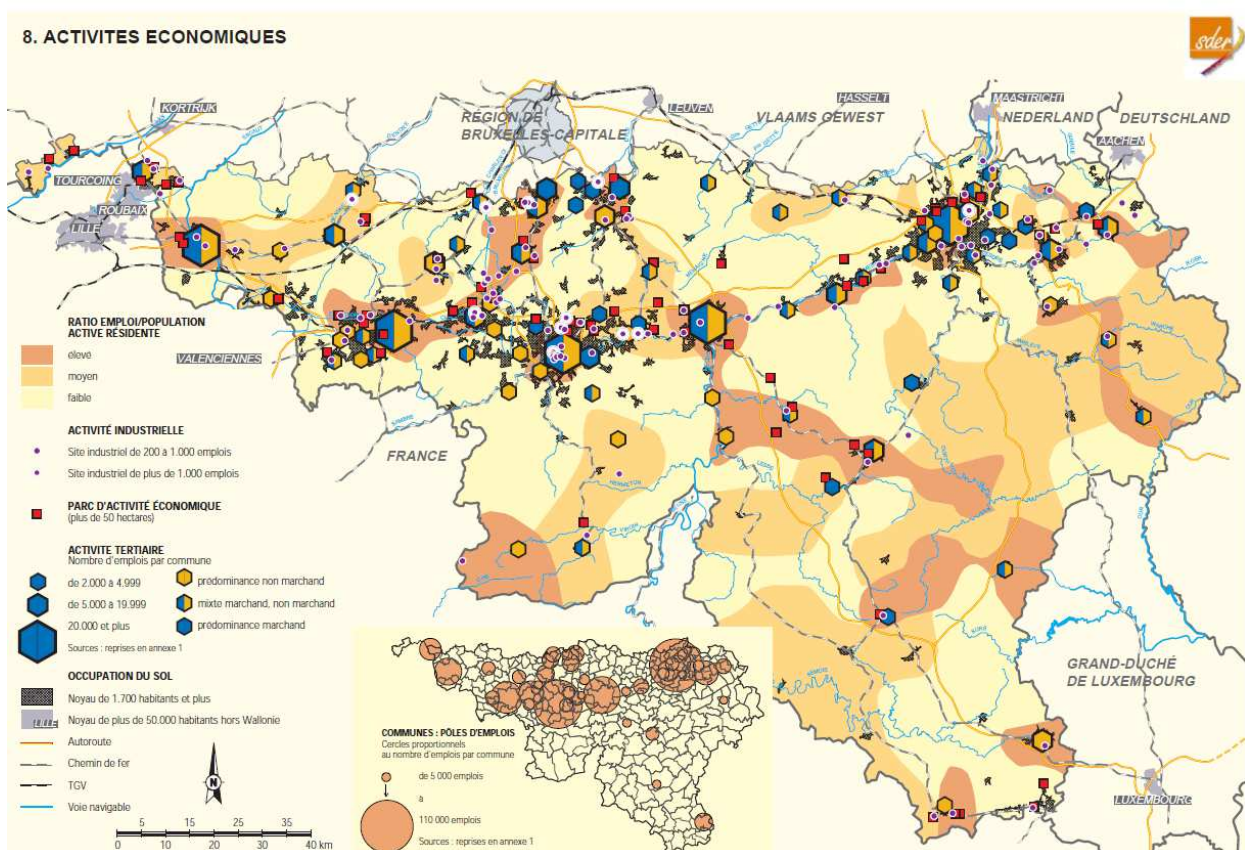 8. ACTIVITES ECONOMIQUES
sder
KORTRIJK
RÉGION DE
BRUXELLES-CAPITALE
LEUVEN
HASSELT
VLAAMS GEWEST
MAASTRICHT
NEDERLAND
DEUTSCHLAND
AACHEN
TOURCOING
ROUBAIX
LILLE
VALENCIENNES
FRANCE
GRAND-DUCHÉ
DE LUXEMBOURG
LUXEMBOURG
RATIO EMPLOI/POPULATION
ACTIVE RÉSIDENTE
élevé
moyen
faible
ACTIVITÉ INDUSTRIELLE
Site industriel de 200 à 1.000 emplois
Site industriel de plus de 1.000 emplois
PARC D'ACTIVITÉ ÉCONOMIQUE
(plus de 50 hectares)
ACTIVITE TERTIAIRE
Nombre d'emplois par commune
de 2.000 à 4.999
prédominance non marchand
de 5.000 à 19.999
mixte marchand, non marchand
20.000 et plus
prédominance marchand
Sources : reprises en annexe 1
OCCUPATION DU SOL
Noyau de 1.700 habitants et plus
LILLE
Noyau de plus de 50.000 habitants hors Wallonie
Autoroute
Chemin de fer
TGV
Voie navigable
N
5 15 25 35
0 10 20 30 40 km
COMMUNES : PÔLES D'EMPLOIS
Cercles proportionnels
au nombre d'emplois par commune
de 5 000 emplois
à
110 000 emplois
Sources : reprises en annexe 1